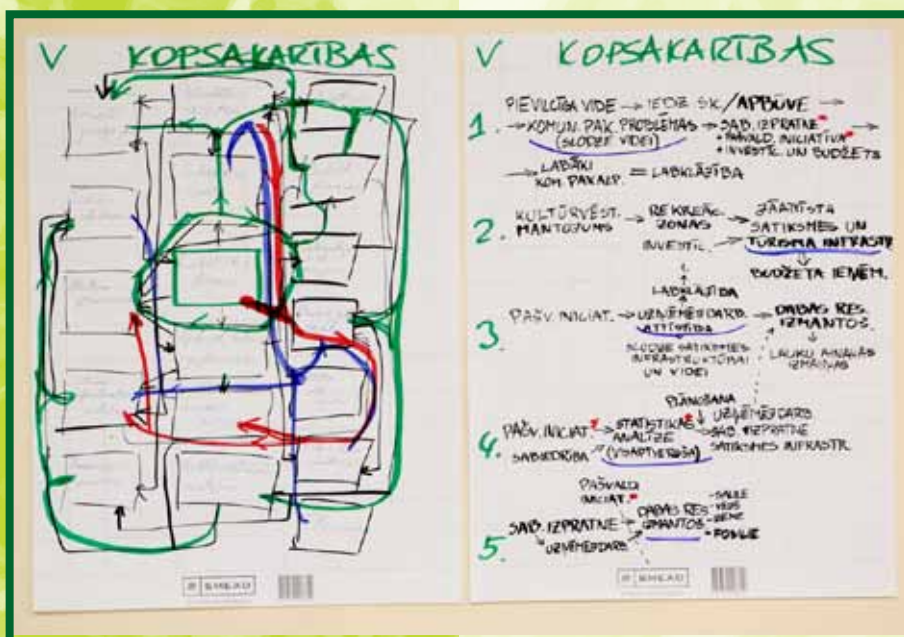 V KOPSAKARĪBAS
V KOPSAKARĪBAS
1. PIEVILCĪGA VIDE → IEDZ. SK. / APBŪVE →
→ KOMUN. PAK. PROBLĒMAS → SAB. IZPRATNE →
(SLODZE VIDEI) + PAŠVALD. INICIATĪVA
+ INVESTĪC. UN BUDŽETS
→ LABĀKI
KOM. PAKALP. = LABKLĀJĪBA
2. KULTŪRVĒST. → REKREĀC. →
MANTOJUMS ZONAS SATIKSMES UN
INVESTĪC. → TŪRISMA INFRASTR.
BUDŽETA IEŅĒM.
LABKLĀJĪBA
3. PAŠV. INICIAT. → UZŅĒMĒJDARB. → DABAS RES.
ATTĪSTĪBA IZMANTOŠ.
SLODZE SATIKSMES LAUKU AINAVAS
INFRASTRUKTŪRAI IZMAIŅAS
UN VIDEI
PLĀNOŠANA
4. PAŠV. INICIAT. → STATISTIKAS UZŅĒMĒJDARB.
ANALĪZE → SAB. IZPRATNE
SABIEDRĪBA (VISAPTVEROŠA) SATIKSMES INFRASTR.
PAŠVALD.
INICIAT.
5. SAB. IZPRATNE → DABAS RES. - SAULE
IZMANTOŠ. - VĒJŠ
UZŅĒMĒJDARB.
SMEAD
SMEAD